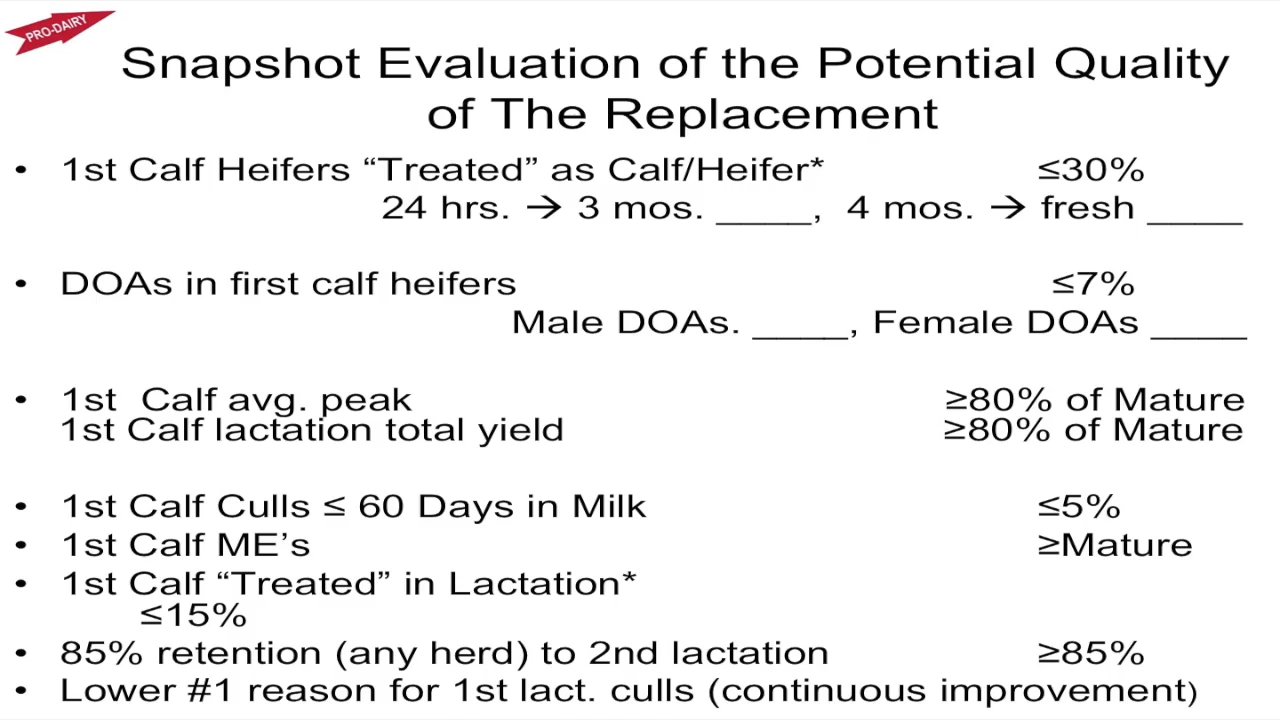 PRO-DAIRY
Snapshot Evaluation of the Potential Quality
of The Replacement
• 1st Calf Heifers “Treated” as Calf/Heifer* ≤30%
24 hrs. → 3 mos. ____, 4 mos. → fresh ____
• DOAs in first calf heifers ≤7%
Male DOAs. ____, Female DOAs ____
• 1st Calf avg. peak ≥80% of Mature
1st Calf lactation total yield ≥80% of Mature
• 1st Calf Culls ≤ 60 Days in Milk ≤5%
• 1st Calf ME’s ≥Mature
• 1st Calf “Treated” in Lactation*
≤15%
• 85% retention (any herd) to 2nd lactation ≥85%
• Lower #1 reason for 1st lact. culls (continuous improvement)